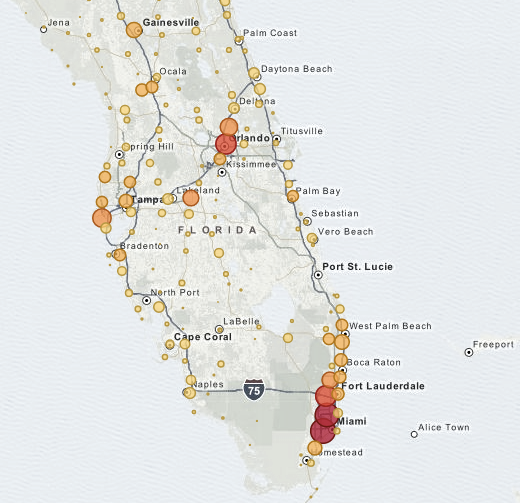 Jena
Gainesville
Palm Coast
Ocala
Daytona Beach
Deltona
Orlando
Titusville
Spring Hill
Kissimmee
Lakeland
Tampa
Palm Bay
Sebastian
FLORIDA
Vero Beach
Bradenton
Port St. Lucie
North Port
LaBelle
West Palm Beach
Cape Coral
Freeport
Boca Raton
Naples
75
Fort Lauderdale
Miami
Alice Town
Homestead